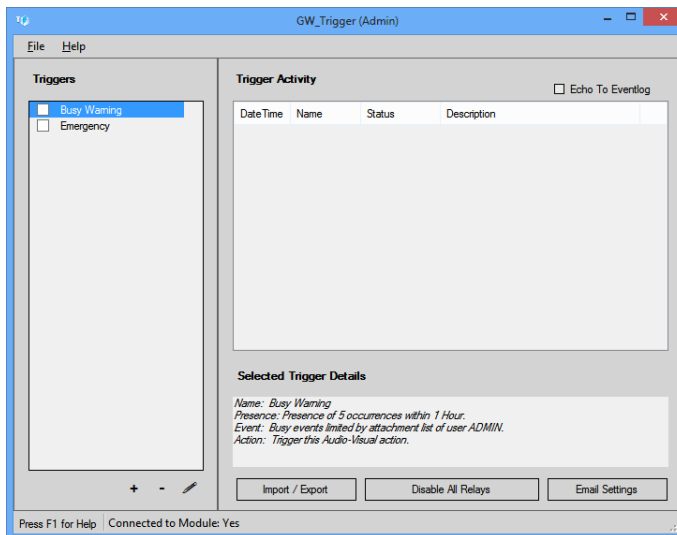 GW_Trigger (Admin)
File Help
Triggers
Busy Warning
Emergency
+ -
Trigger Activity
Echo To Eventlog
DateTime Name Status Description
Selected Trigger Details
Name: Busy Warning
Presence: Presence of 5 occurrences within 1 Hour.
Event: Busy events limited by attachment list of user ADMIN.
Action: Trigger this Audio-Visual action.
Import / Export Disable All Relays Email Settings
Press F1 for Help Connected to Module: Yes